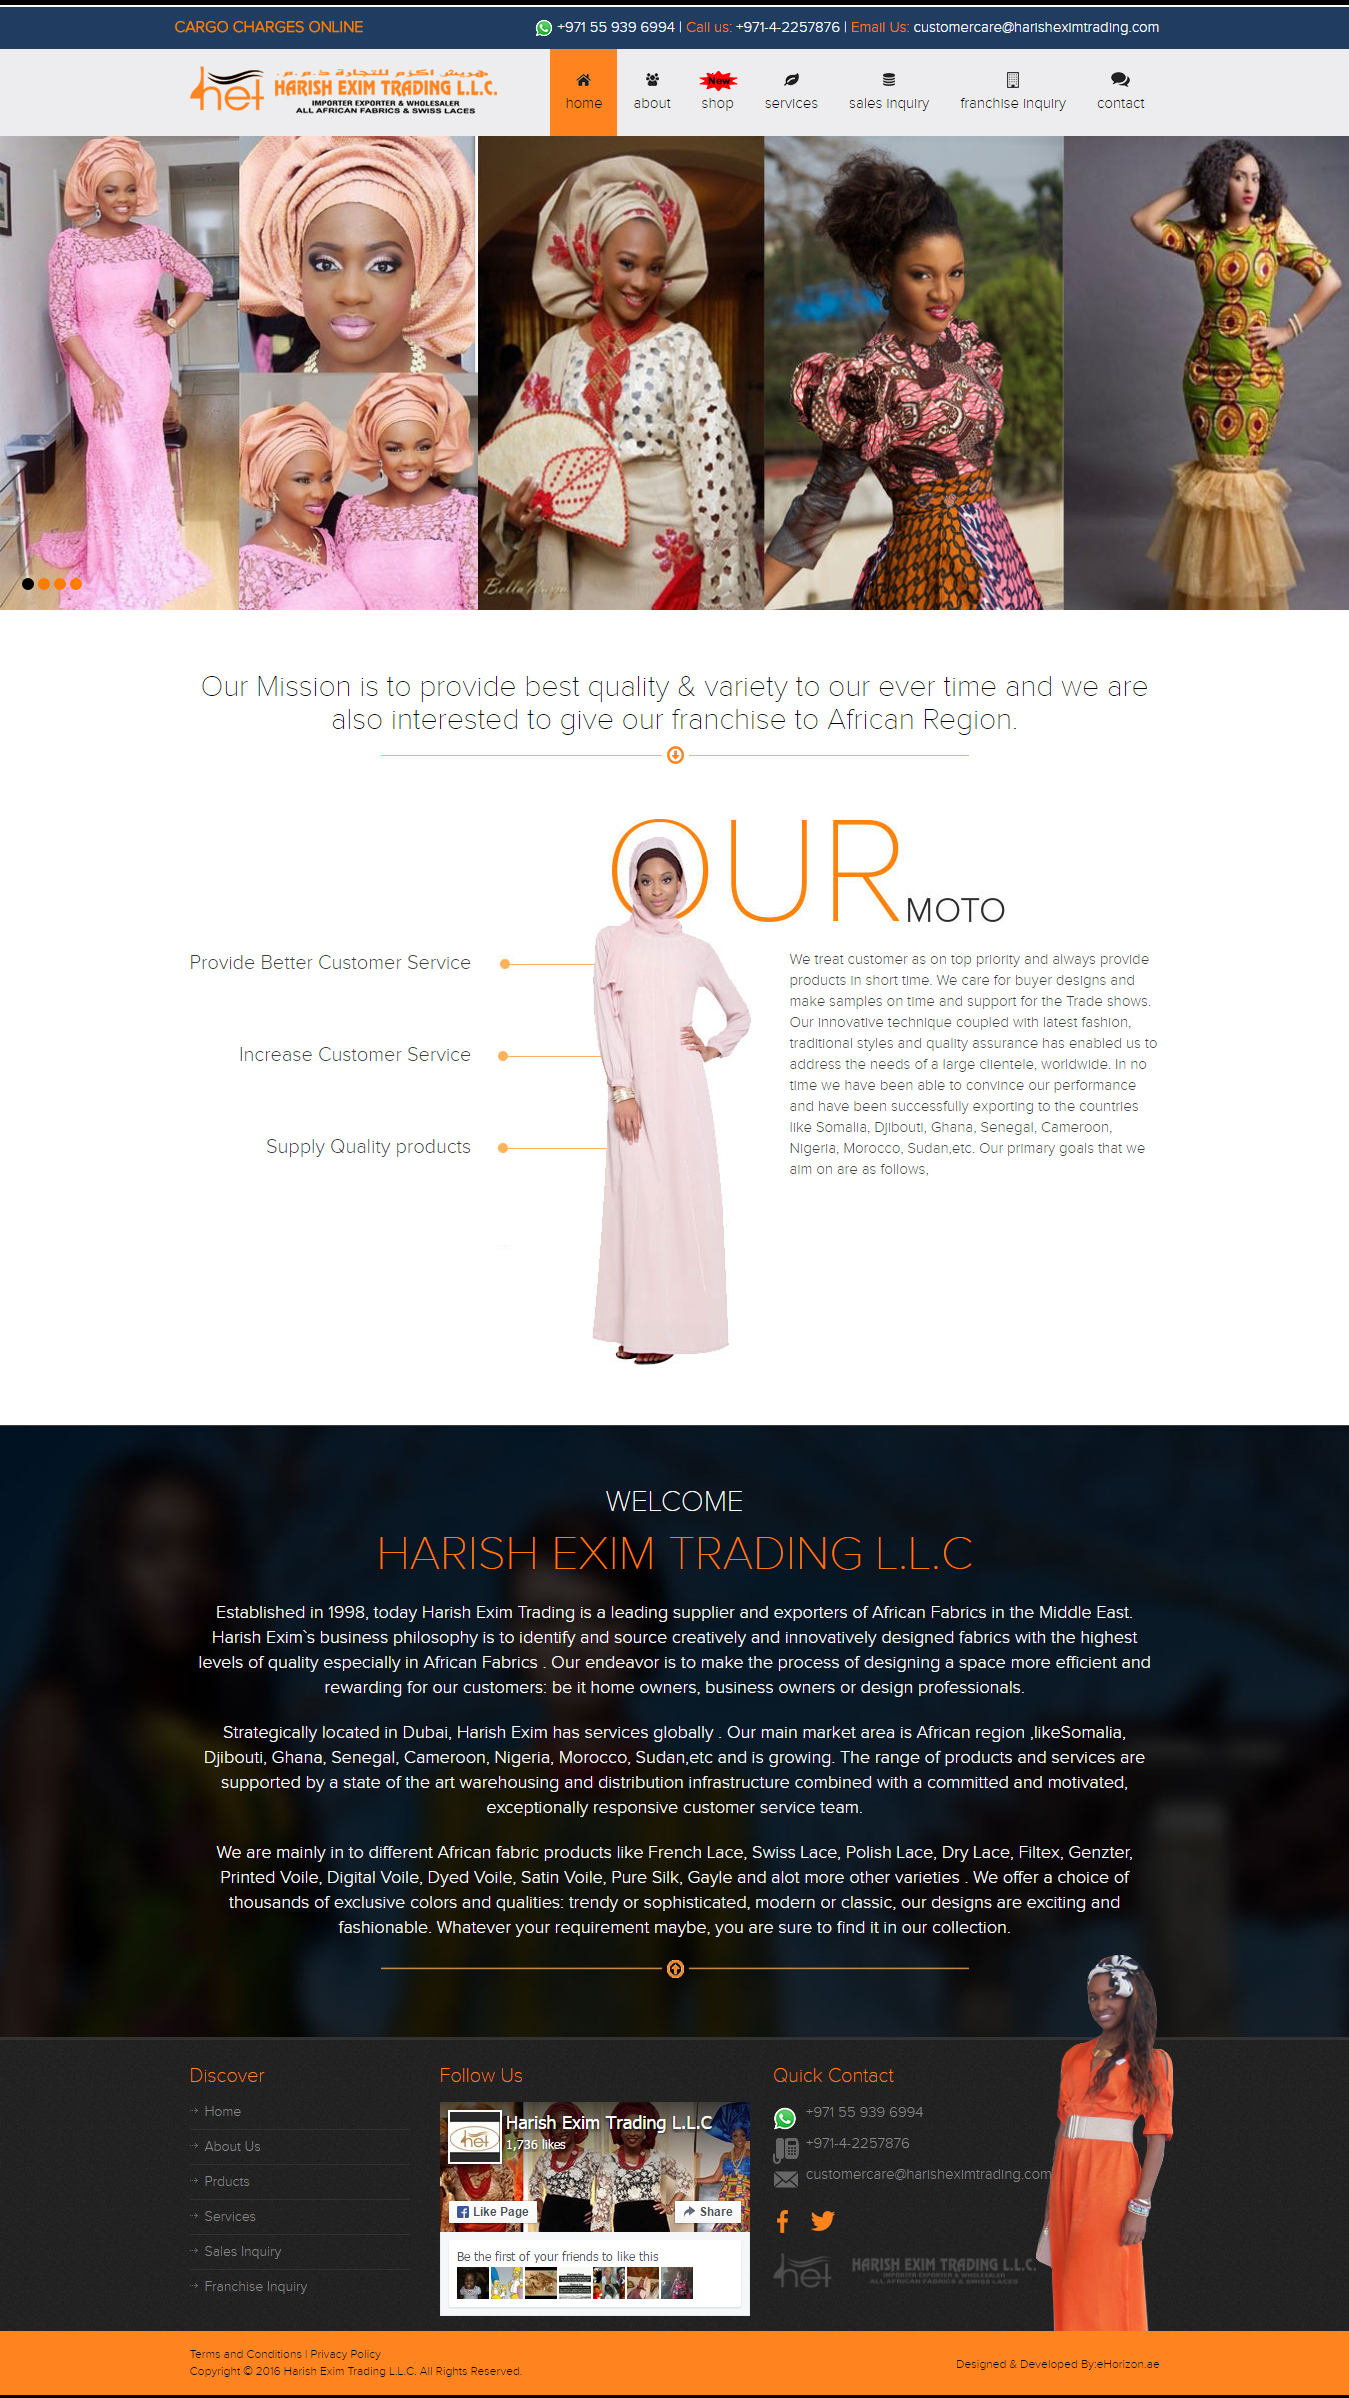 CARGO CHARGES ONLINE
+971 55 939 6994 | Call us: +971-4-2257876 | Email Us: customercare@harisheximtrading.com
het
هريش اكزم للتجارة ذ.م.م.
HARISH EXIM TRADING L.L.C.
IMPORTER EXPORTER & WHOLESALER
ALL AFRICAN FABRICS & SWISS LACES
New
home about shop services sales inquiry franchise inquiry contact
Our Mission is to provide best quality & variety to our ever time and we are
also interested to give our franchise to African Region.
OUR MOTO
Provide Better Customer Service
Increase Customer Service
Supply Quality products
We treat customer as on top priority and always provide
products in short time. We care for buyer designs and
make samples on time and support for the Trade shows.
Our innovative technique coupled with latest fashion,
traditional styles and quality assurance has enabled us to
address the needs of a large clientele, worldwide. In no
time we have been able to convince our performance
and have been successfully exporting to the countries
like Somalia, Djibouti, Ghana, Senegal, Cameroon,
Nigeria, Morocco, Sudan,etc. Our primary goals that we
aim on are as follows,
WELCOME
HARISH EXIM TRADING L.L.C
Established in 1998, today Harish Exim Trading is a leading supplier and exporters of African Fabrics in the Middle East.
Harish Exim`s business philosophy is to identify and source creatively and innovatively designed fabrics with the highest
levels of quality especially in African Fabrics . Our endeavor is to make the process of designing a space more efficient and
rewarding for our customers: be it home owners, business owners or design professionals.
Strategically located in Dubai, Harish Exim has services globally . Our main market area is African region ,likeSomalia,
Djibouti, Ghana, Senegal, Cameroon, Nigeria, Morocco, Sudan,etc and is growing. The range of products and services are
supported by a state of the art warehousing and distribution infrastructure combined with a committed and motivated,
exceptionally responsive customer service team.
We are mainly in to different African fabric products like French Lace, Swiss Lace, Polish Lace, Dry Lace, Filtex, Genzter,
Printed Voile, Digital Voile, Dyed Voile, Satin Voile, Pure Silk, Gayle and alot more other varieties . We offer a choice of
thousands of exclusive colors and qualities: trendy or sophisticated, modern or classic, our designs are exciting and
fashionable. Whatever your requirement maybe, you are sure to find it in our collection.
Discover
Home
About Us
Prducts
Services
Sales Inquiry
Franchise Inquiry
Follow Us
het
Harish Exim Trading L.L.C
1,736 likes
Like Page
Share
Be the first of your friends to like this
Quick Contact
+971 55 939 6994
+971-4-2257876
customercare@harisheximtrading.com
het
HARISH EXIM TRADING L.L.C.
IMPORTER EXPORTER & WHOLESALER
ALL AFRICAN FABRICS & SWISS LACES
Terms and Conditions | Privacy Policy
Copyright © 2016 Harish Exim Trading L.L.C. All Rights Reserved.
Designed & Developed By:eHorizon.ae